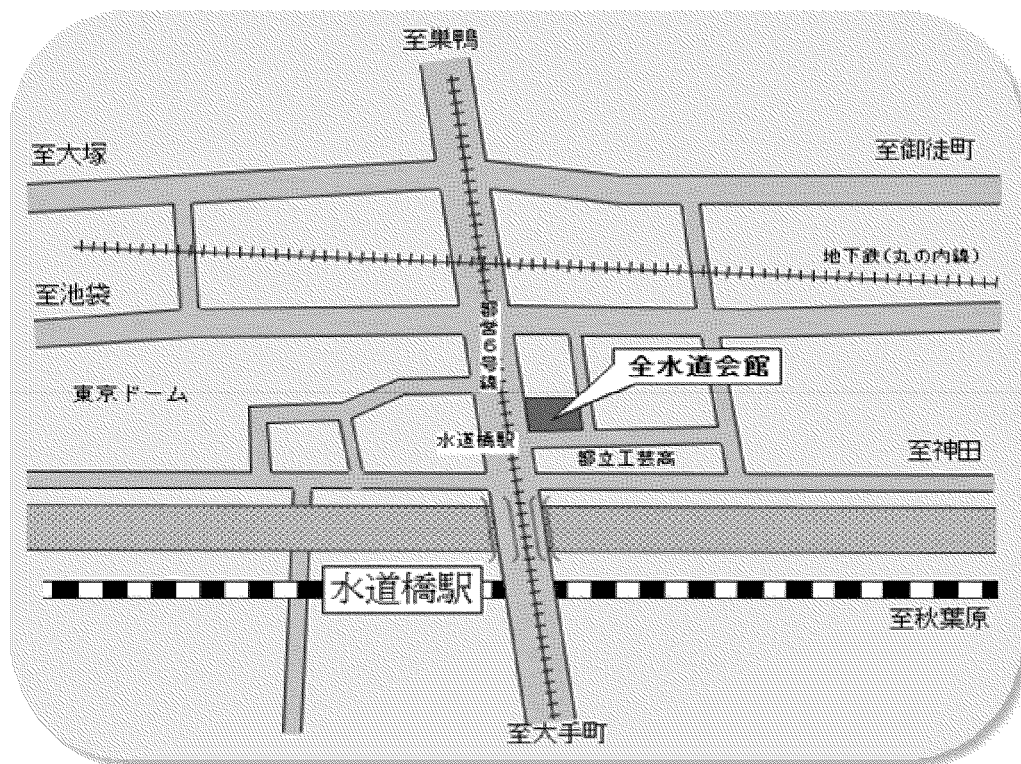 至巣鴨
至大塚
至御徒町
地下鉄(丸の内線)
至池袋
都営6号線
全水道会館
東京ドーム
水道橋駅
都立工芸高
至神田
水道橋駅
至秋葉原
至大手町